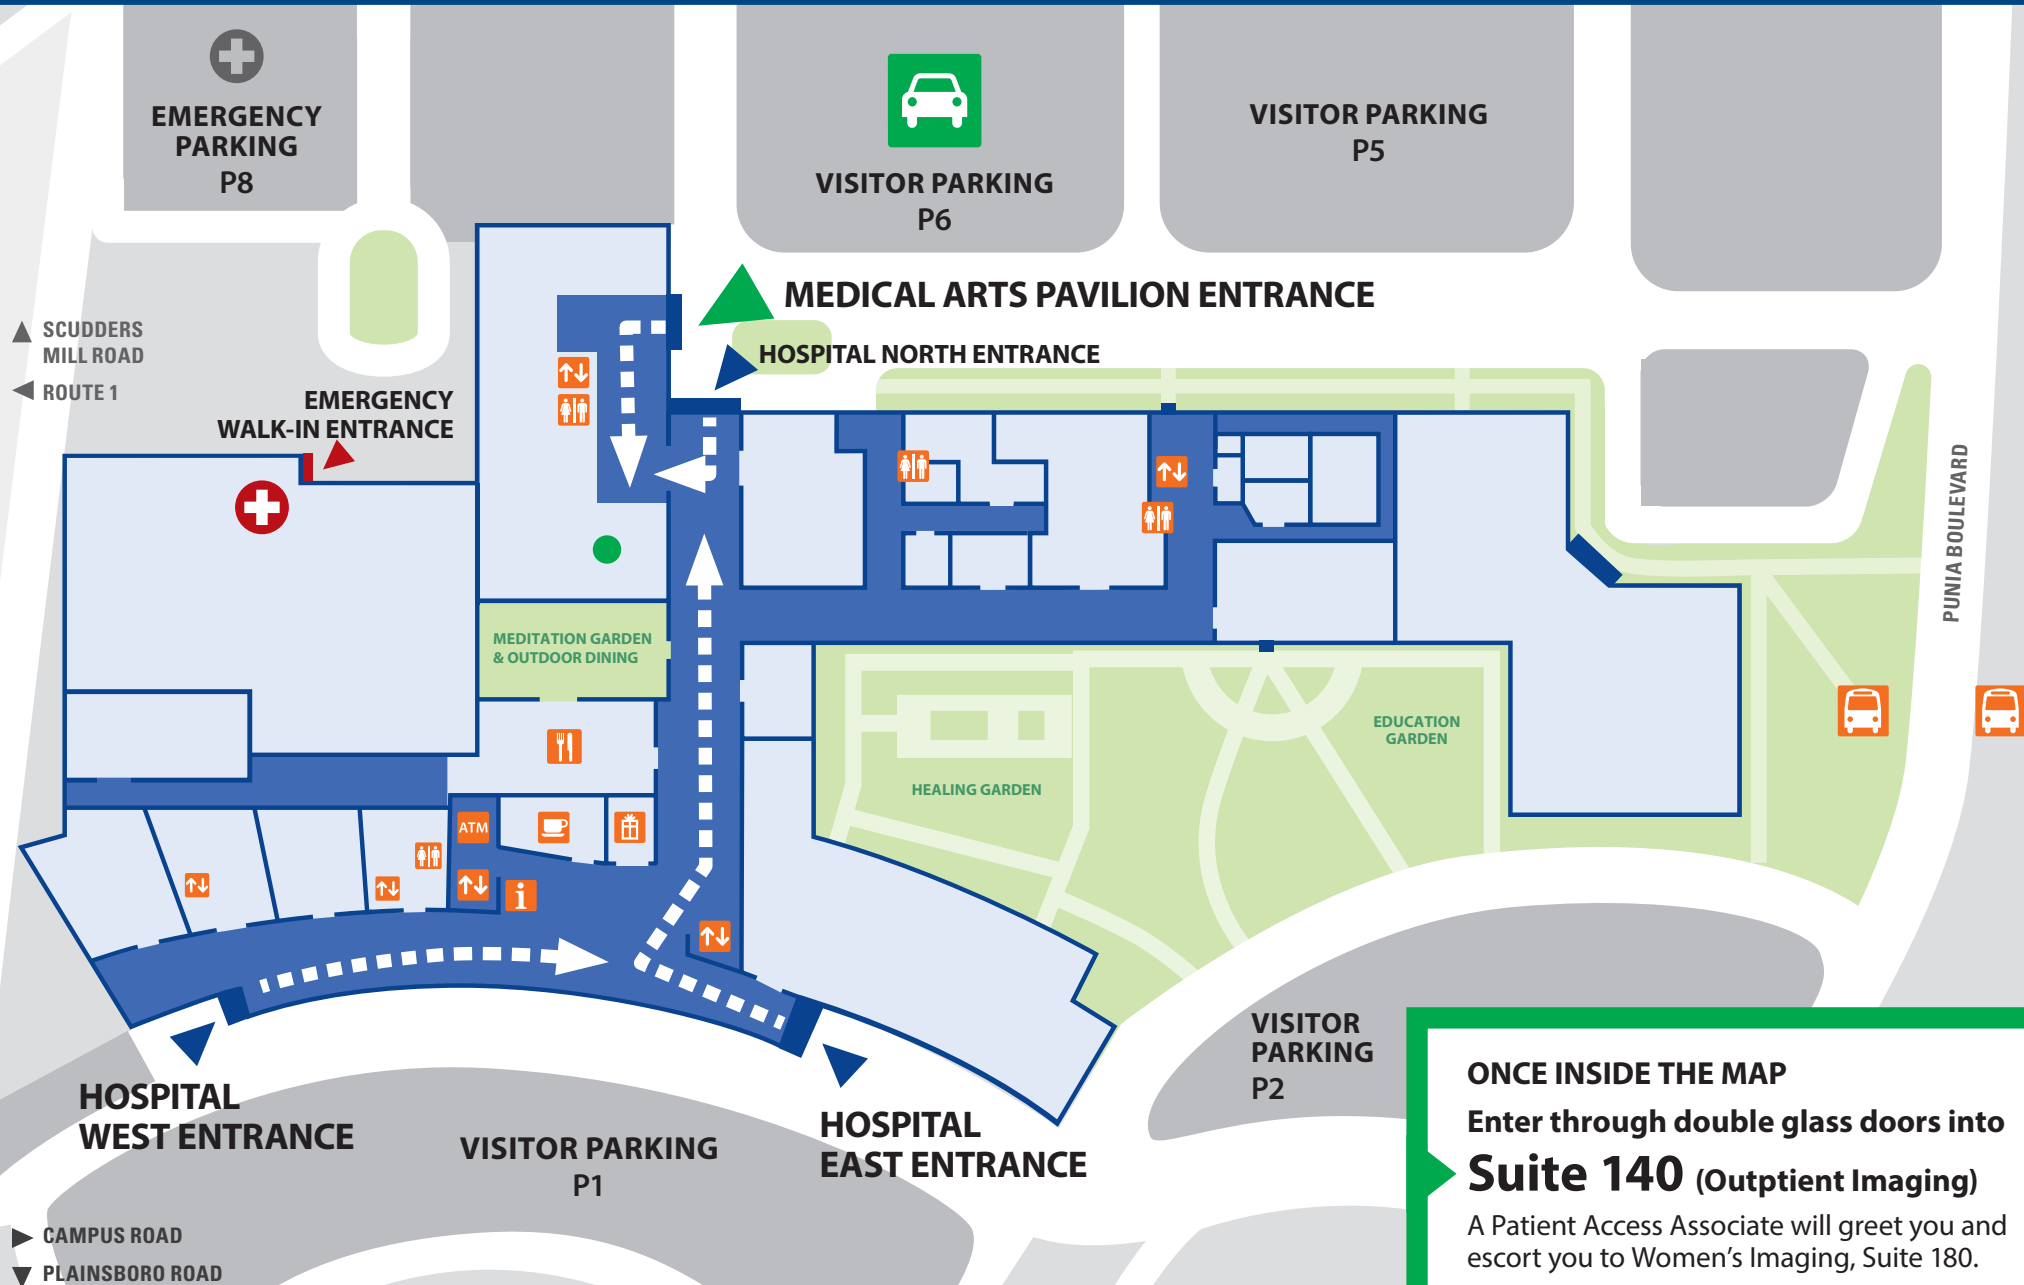 EMERGENCY
PARKING
P8
VISITOR PARKING
P6
VISITOR PARKING
P5
MEDICAL ARTS PAVILION ENTRANCE
HOSPITAL NORTH ENTRANCE
SCUDDERS
MILL ROAD
ROUTE 1
EMERGENCY
WALK-IN ENTRANCE
PUNIA BOULEVARD
MEDITATION GARDEN
& OUTDOOR DINING
EDUCATION
GARDEN
HEALING GARDEN
ATM
i
HOSPITAL
WEST ENTRANCE
VISITOR PARKING
P1
HOSPITAL
EAST ENTRANCE
VISITOR
PARKING
P2
CAMPUS ROAD
PLAINSBORO ROAD
ONCE INSIDE THE MAP
Enter through double glass doors into
Suite 140 (Outptient Imaging)
A Patient Access Associate will greet you and
escort you to Women’s Imaging, Suite 180.